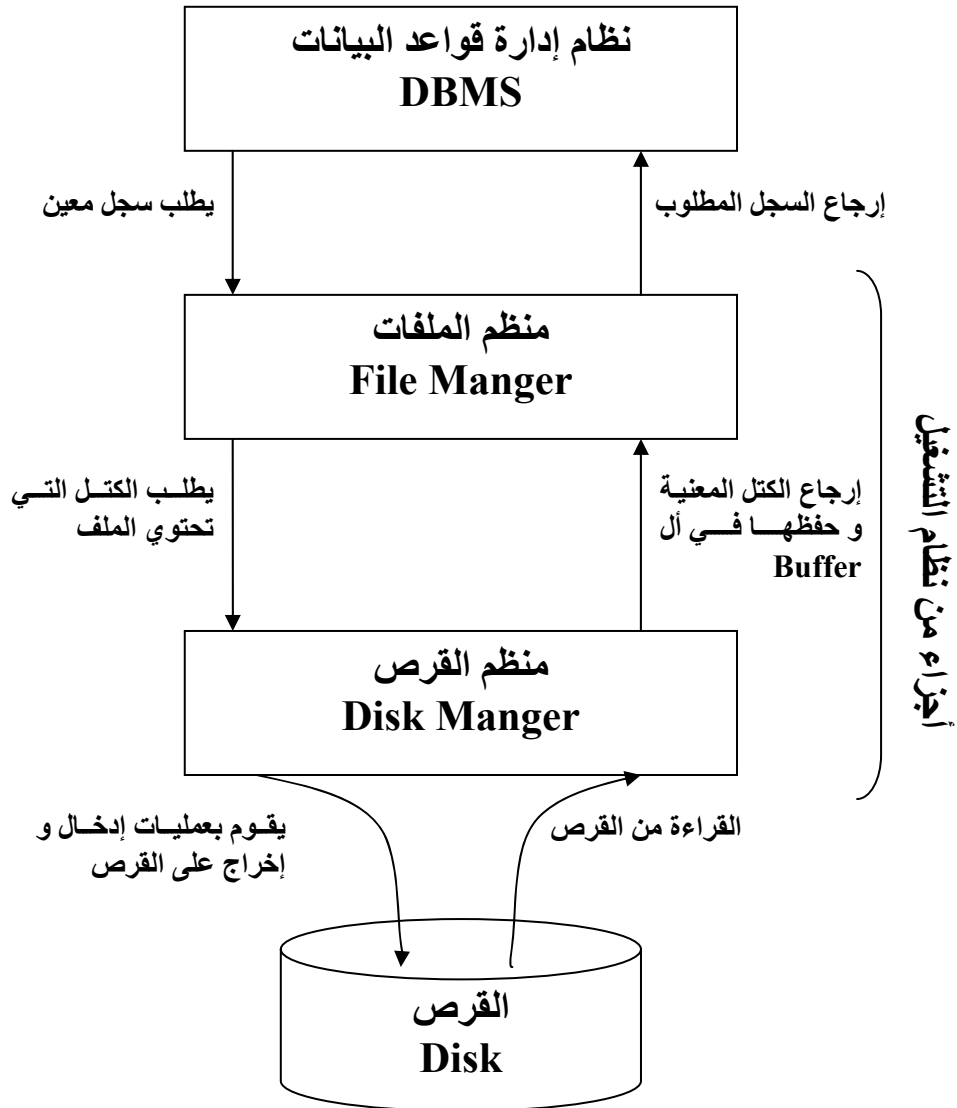 نظام إدارة قواعد البيانات
DBMS
يطلب سجل معين
إرجاع السجل المطلوب
منظم الملفات
File Manger
يطلب الكتل التي
تحتوي الملف
إرجاع الكتل المعنية
و حفظها في أل
Buffer
أجزاء من نظام التشغيل
منظم القرص
Disk Manger
يقوم بعمليات إدخال و
إخراج على القرص
القراءة من القرص
القرص
Disk